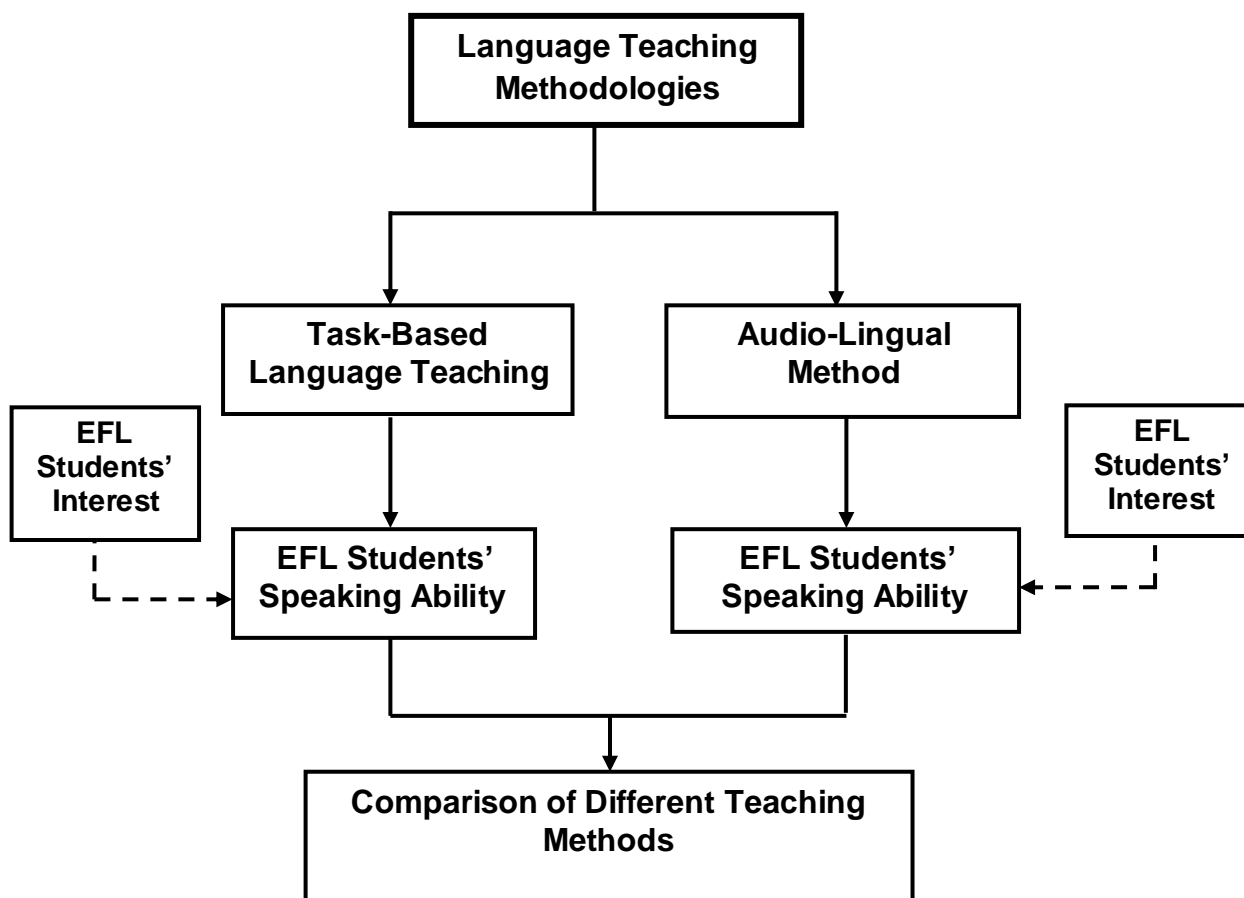 Language Teaching
Methodologies
Task-Based
Language Teaching
Audio-Lingual
Method
EFL
Students’
Interest
EFL
Students’
Interest
EFL Students’
Speaking Ability
EFL Students’
Speaking Ability
Comparison of Different Teaching
Methods